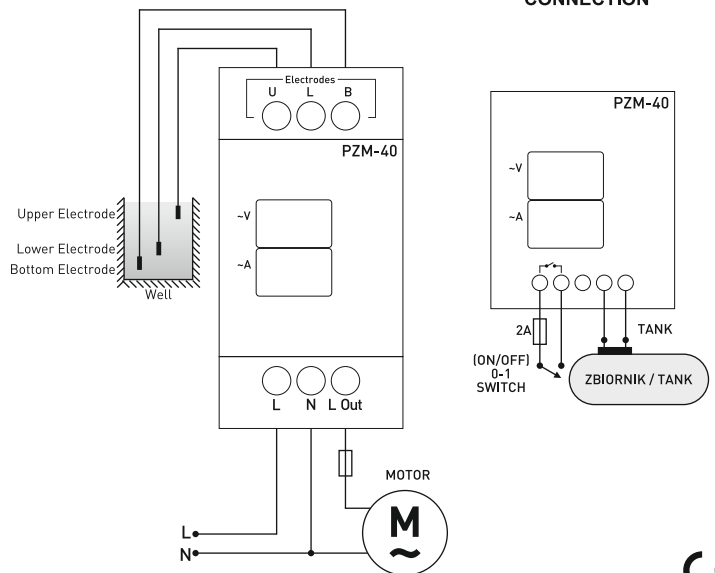 CONNECTION
Electrodes
U L B
PZM-40
~V
~A
Upper Electrode
Lower Electrode
Bottom Electrode
Well
L N L Out
MOTOR
M
~
L
N
PZM-40
~V
~A
2A
TANK
(ON/OFF)
0-1
SWITCH
ZBIORNIK / TANK